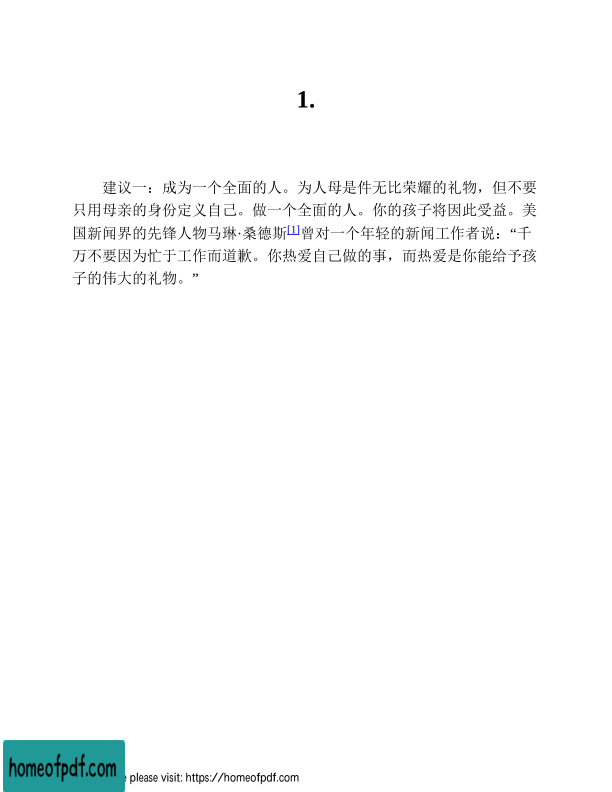 1.
建议一：成为一个全面的人。为人母是件无比荣耀的礼物，但不要
只用母亲的身份定义自己。做一个全面的人。你的孩子将因此受益。美
国新闻界的先锋人物马琳·桑德斯[1]曾对一个年轻的新闻工作者说：“千
万不要因为忙于工作而道歉。你热爱自己做的事，而热爱是你能给予孩
子的伟大的礼物。”
homeofpdf.com
e please visit: https://homeofpdf.com